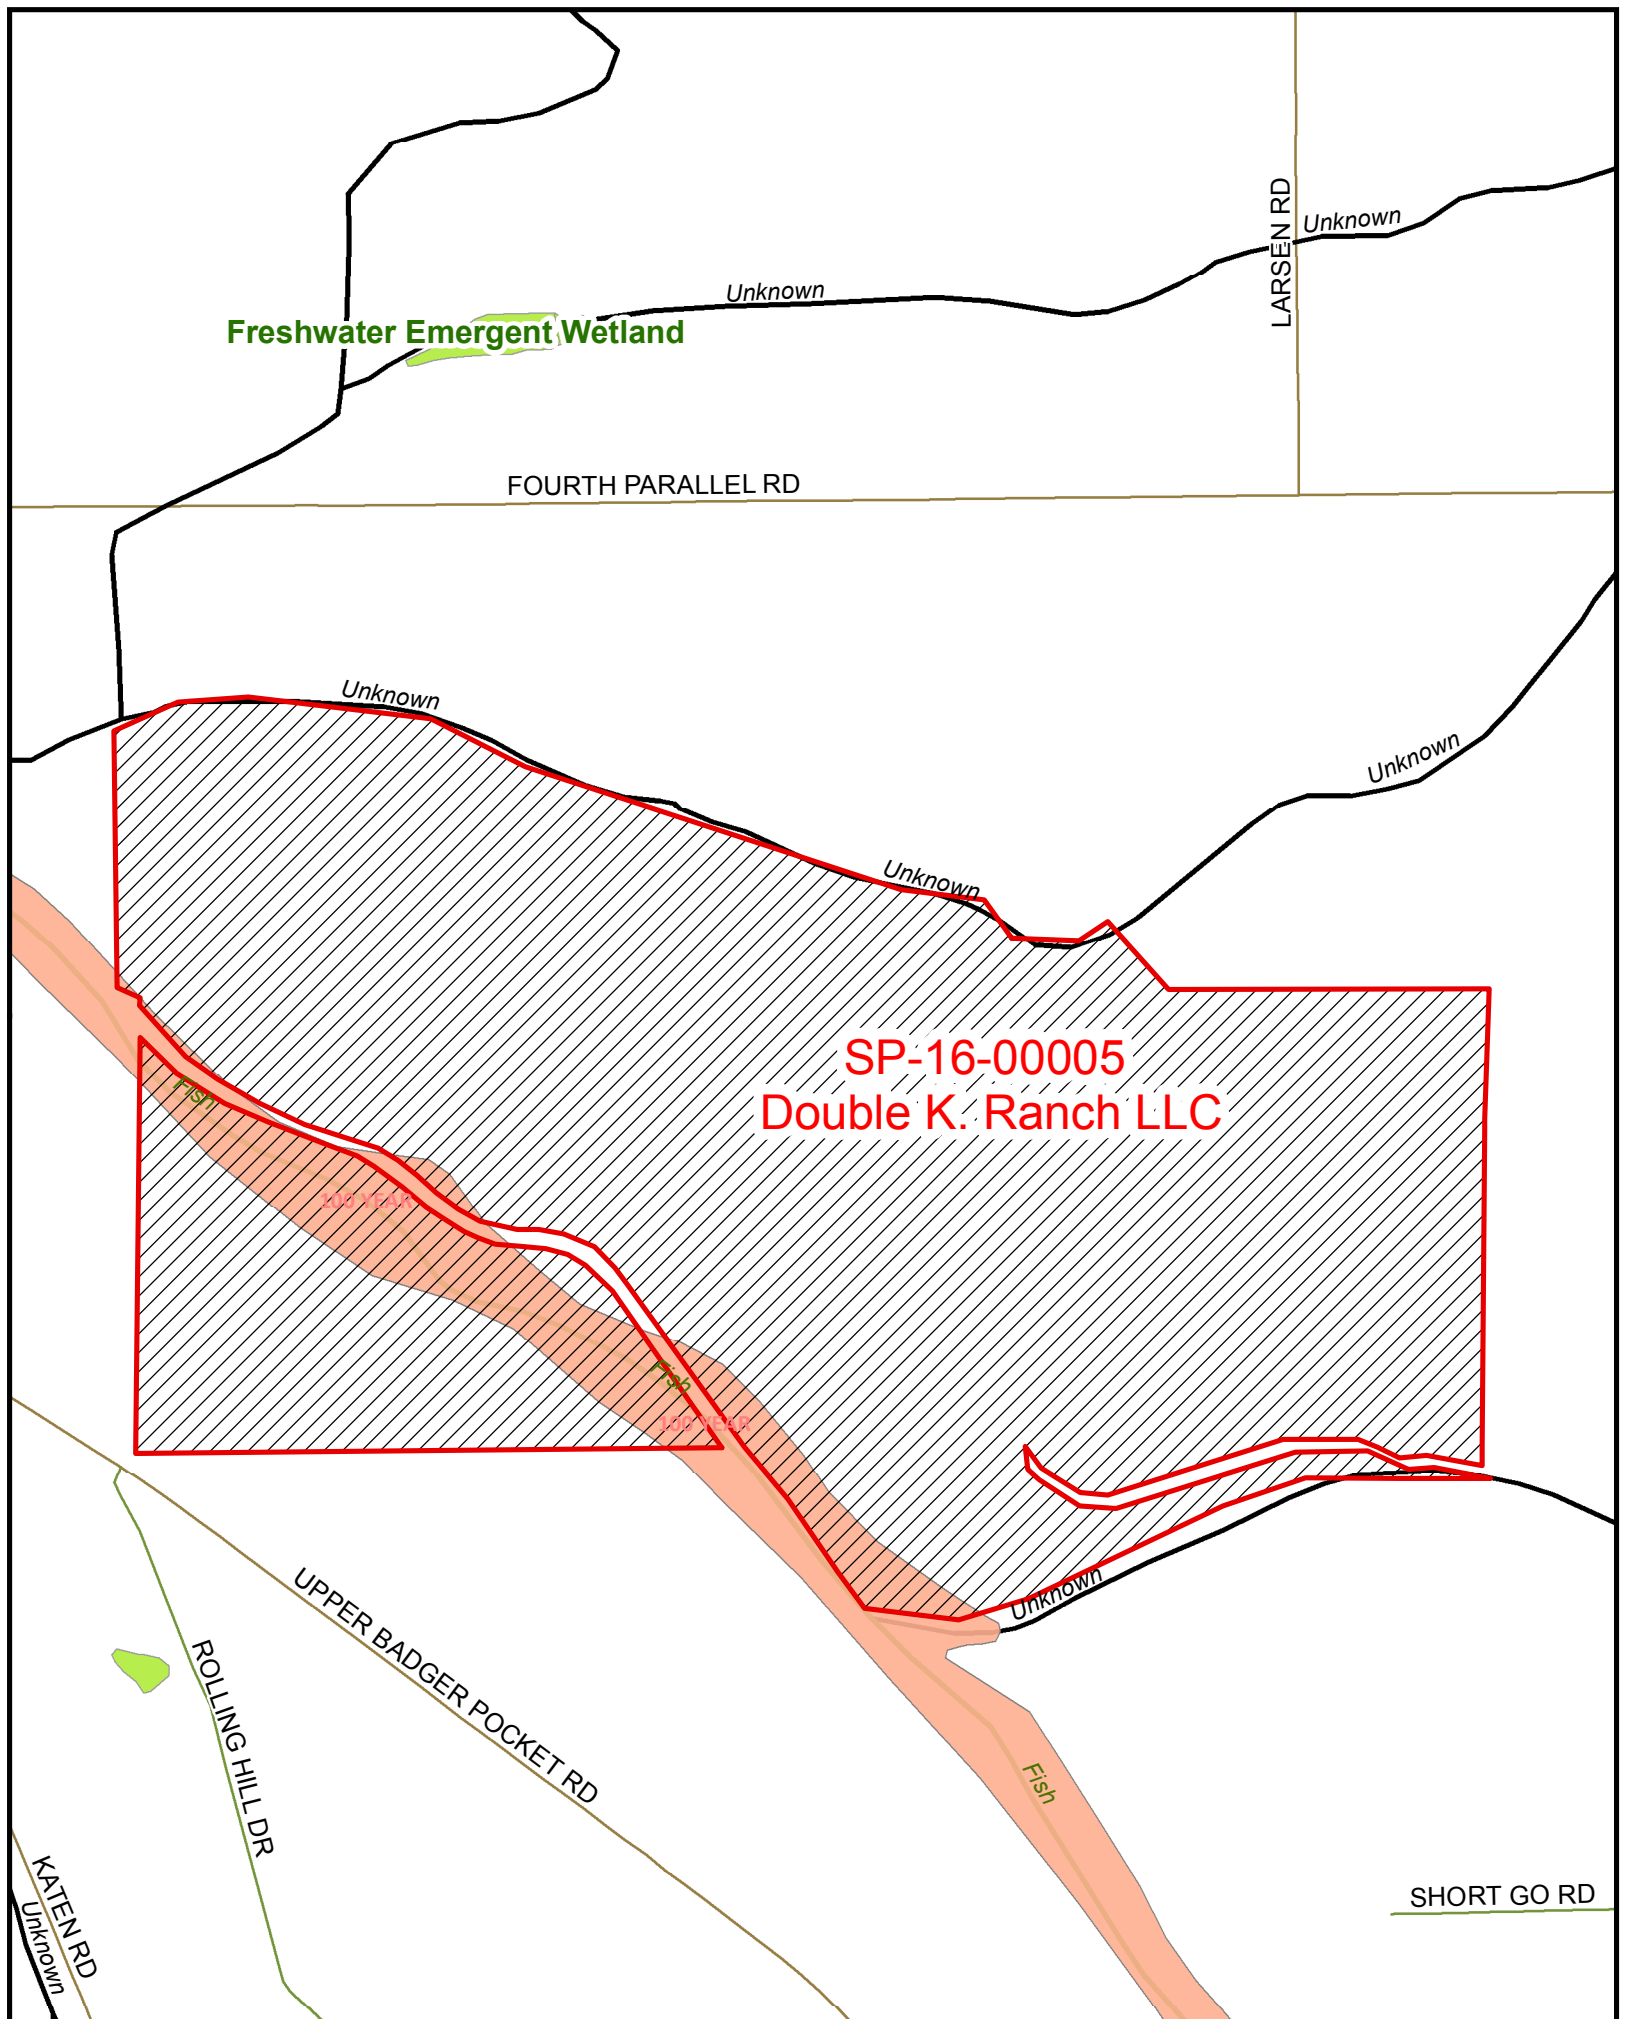 LARSEN RD
Unknown
Unknown
Freshwater Emergent Wetland
FOURTH PARALLEL RD
Unknown
Unknown
Unknown
SP-16-00005
Double K. Ranch LLC
Fish
100 YEAR
Fish
100 YEAR
Unknown
UPPER BADGER POCKET RD
ROLLING HILL DR
Fish
KATEN RD
Unknown
SHORT GO RD